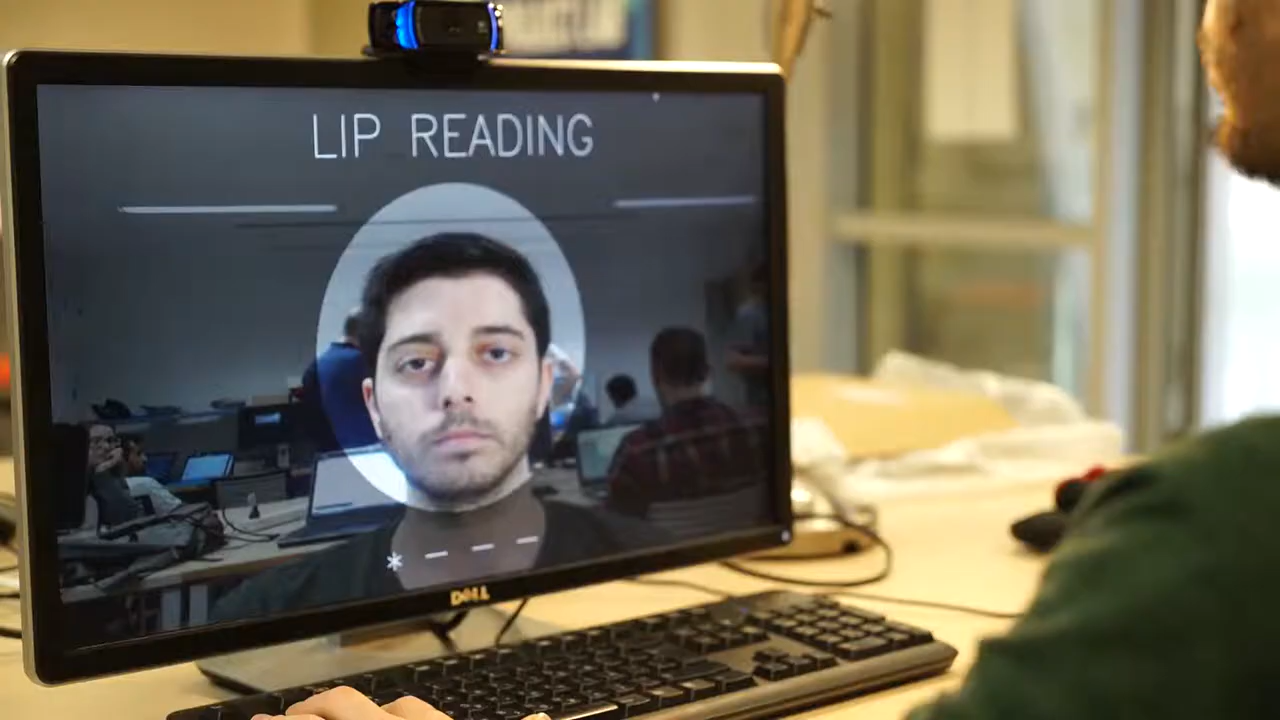 LIP READING
* _ _ _
DELL